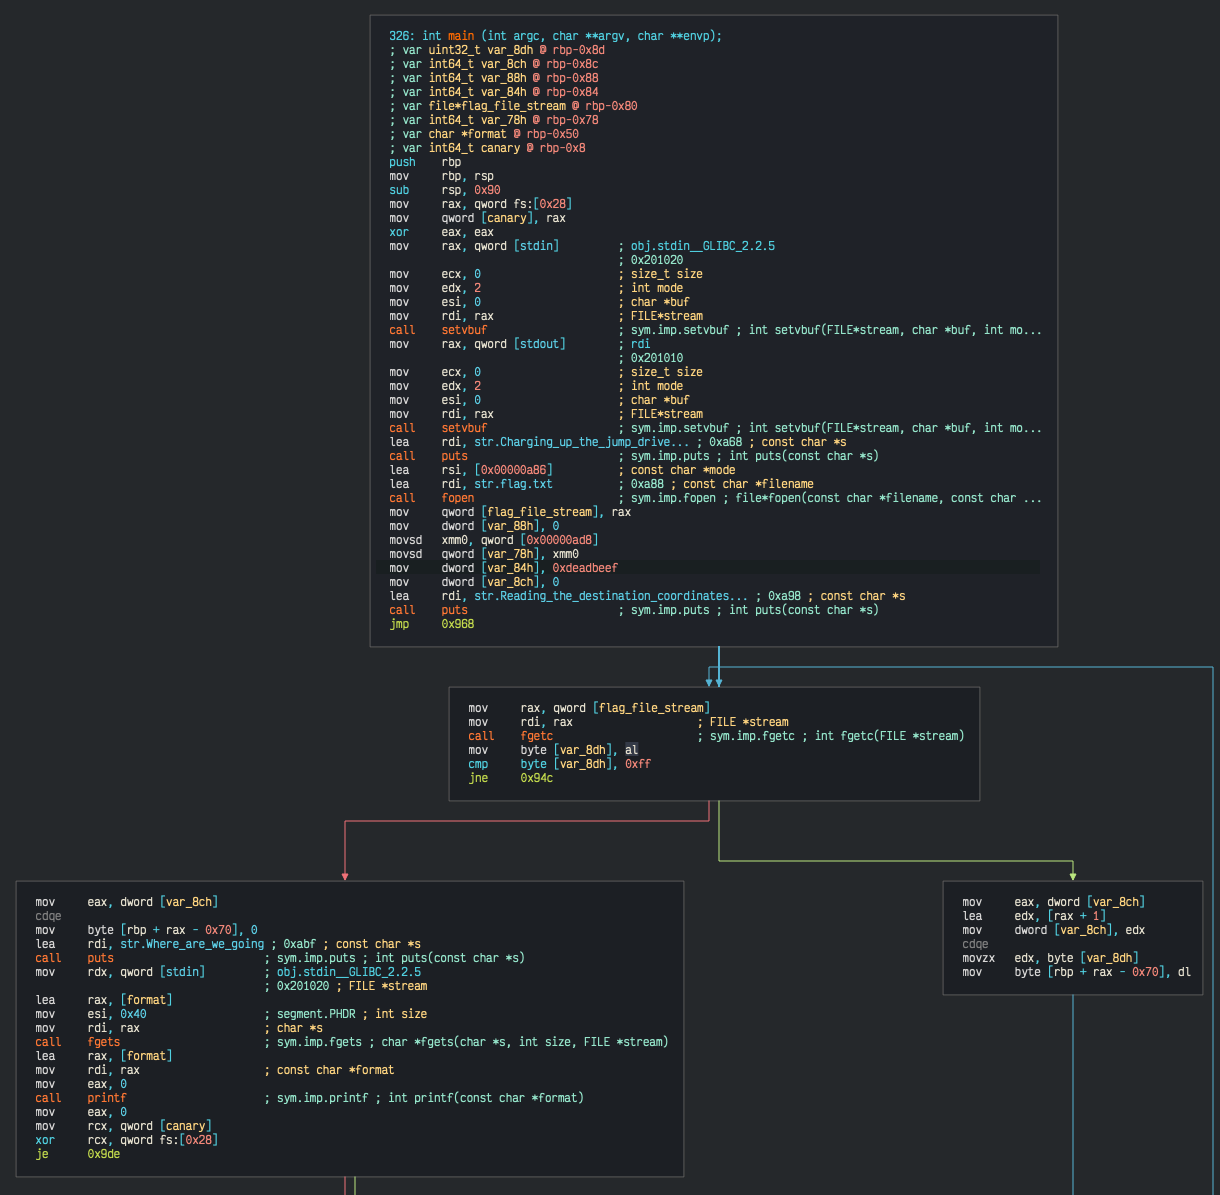 326: int main (int argc, char **argv, char **envp);
; var uint32_t var_8dh @ rbp-0x8d
; var int64_t var_8ch @ rbp-0x8c
; var int64_t var_88h @ rbp-0x88
; var int64_t var_84h @ rbp-0x84
; var file*flag_file_stream @ rbp-0x80
; var int64_t var_78h @ rbp-0x78
; var char *format @ rbp-0x50
; var int64_t canary @ rbp-0x8
push rbp
mov rbp, rsp
sub rsp, 0x90
mov rax, qword fs:[0x28]
mov qword [canary], rax
xor eax, eax
mov rax, qword [stdin] ; obj.stdin__GLIBC_2.2.5
; 0x201020
mov ecx, 0 ; size_t size
mov edx, 2 ; int mode
mov esi, 0 ; char *buf
mov rdi, rax ; FILE*stream
call setvbuf ; sym.imp.setvbuf ; int setvbuf(FILE*stream, char *buf, int mo...
mov rax, qword [stdout] ; rdi
; 0x201010
mov ecx, 0 ; size_t size
mov edx, 2 ; int mode
mov esi, 0 ; char *buf
mov rdi, rax ; FILE*stream
call setvbuf ; sym.imp.setvbuf ; int setvbuf(FILE*stream, char *buf, int mo...
lea rdi, str.Charging_up_the_jump_drive... ; 0xa68 ; const char *s
call puts ; sym.imp.puts ; int puts(const char *s)
lea rsi, [0x00000a86] ; const char *mode
lea rdi, str.flag.txt ; 0xa88 ; const char *filename
call fopen ; sym.imp.fopen ; file*fopen(const char *filename, const char ...
mov qword [flag_file_stream], rax
mov dword [var_88h], 0
movsd xmm0, qword [0x00000ad8]
movsd qword [var_78h], xmm0
mov dword [var_84h], 0xdeadbeef
mov dword [var_8ch], 0
lea rdi, str.Reading_the_destination_coordinates... ; 0xa98 ; const char *s
call puts ; sym.imp.puts ; int puts(const char *s)
jmp 0x968
mov rax, qword [flag_file_stream]
mov rdi, rax ; FILE *stream
call fgetc ; sym.imp.fgetc ; int fgetc(FILE *stream)
mov byte [var_8dh], al
cmp byte [var_8dh], 0xff
jne 0x94c
mov eax, dword [var_8ch]
cdqe
mov byte [rbp + rax - 0x70], 0
lea rdi, str.Where_are_we_going ; 0xabf ; const char *s
call puts ; sym.imp.puts ; int puts(const char *s)
mov rdx, qword [stdin] ; obj.stdin__GLIBC_2.2.5
; 0x201020 ; FILE *stream
lea rax, [format]
mov esi, 0x40 ; segment.PHDR ; int size
mov rdi, rax ; char *s
call fgets ; sym.imp.fgets ; char *fgets(char *s, int size, FILE *stream)
lea rax, [format]
mov rdi, rax ; const char *format
mov eax, 0
call printf ; sym.imp.printf ; int printf(const char *format)
mov eax, 0
mov rcx, qword [canary]
xor rcx, qword fs:[0x28]
je 0x9de
mov eax, dword [var_8ch]
lea edx, [rax + 1]
mov dword [var_8ch], edx
cdqe
movzx edx, byte [var_8dh]
mov byte [rbp + rax - 0x70], dl